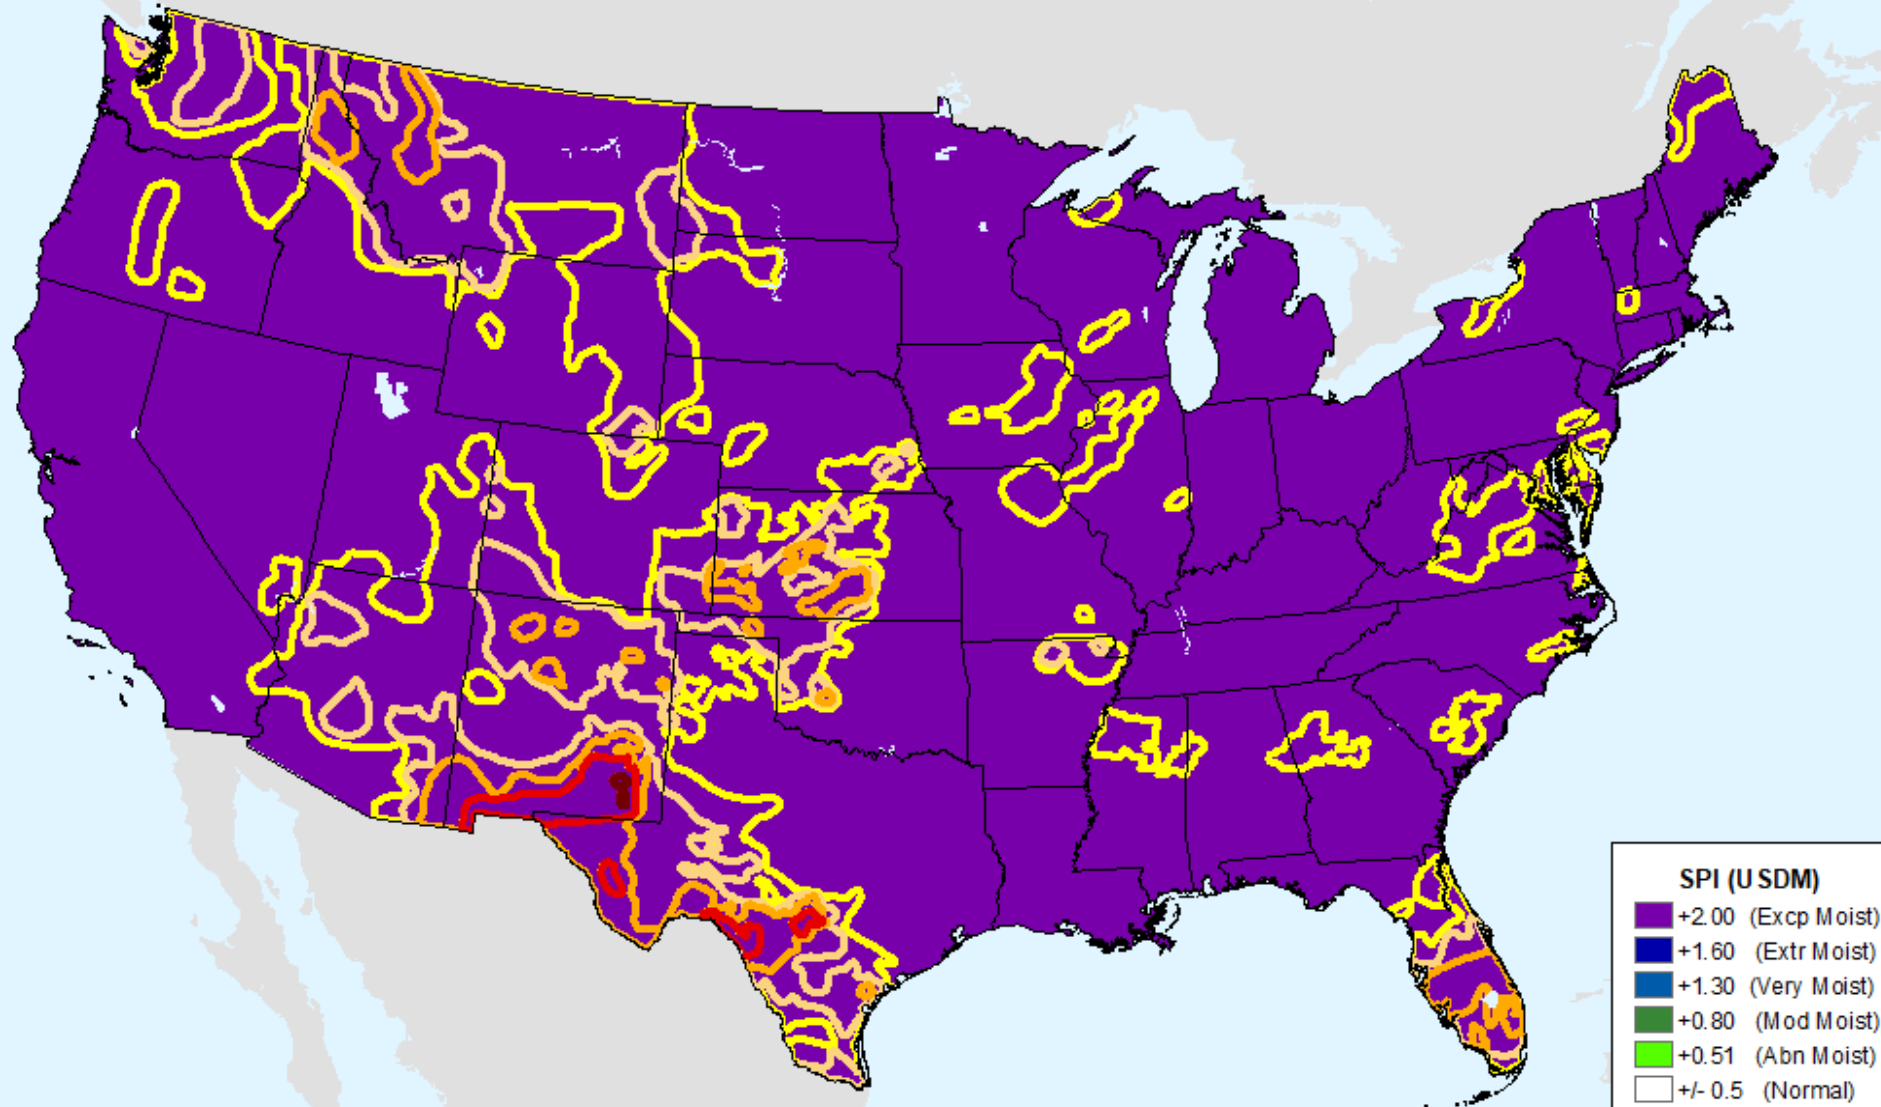 SPI (USDM)
+2.00 (Excp Moist)
+1.60 (Extr Moist)
+1.30 (Very Moist)
+0.80 (Mod Moist)
+0.51 (Abn Moist)
+/- 0.5 (Normal)